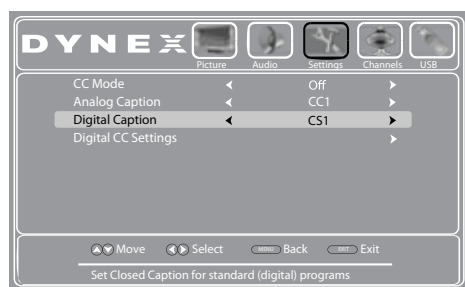 DYNEX
Picture Audio Settings Channels USB
CC Mode Off
Analog Caption CC1
Digital Caption CS1
Digital CC Settings
Move Select MENU Back EXIT Exit
Set Closed Caption for standard (digital) programs